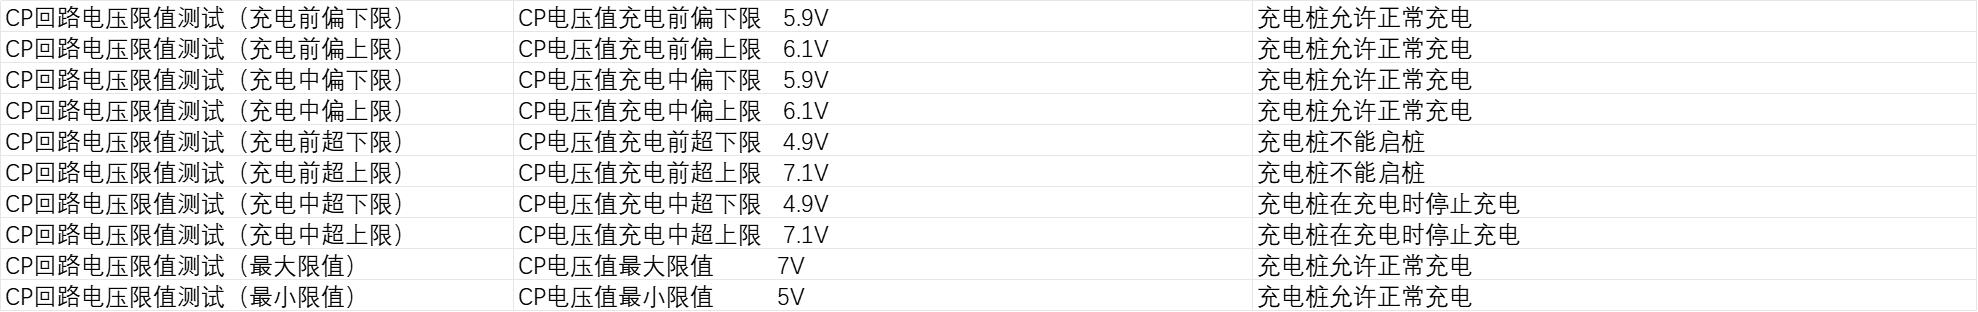 CP回路电压限值测试（充电前偏下限） CP电压值充电前偏下限 5.9V 充电桩允许正常充电
CP回路电压限值测试（充电前偏上限） CP电压值充电前偏上限 6.1V 充电桩允许正常充电
CP回路电压限值测试（充电中偏下限） CP电压值充电中偏下限 5.9V 充电桩允许正常充电
CP回路电压限值测试（充电中偏上限） CP电压值充电中偏上限 6.1V 充电桩允许正常充电
CP回路电压限值测试（充电前超下限） CP电压值充电前超下限 4.9V 充电桩不能启桩
CP回路电压限值测试（充电前超上限） CP电压值充电前超上限 7.1V 充电桩不能启桩
CP回路电压限值测试（充电中超下限） CP电压值充电中超下限 4.9V 充电桩在充电时停止充电
CP回路电压限值测试（充电中超上限） CP电压值充电中超上限 7.1V 充电桩在充电时停止充电
CP回路电压限值测试（最大限值） CP电压值最大限值 7V 充电桩允许正常充电
CP回路电压限值测试（最小限值） CP电压值最小限值 5V 充电桩允许正常充电